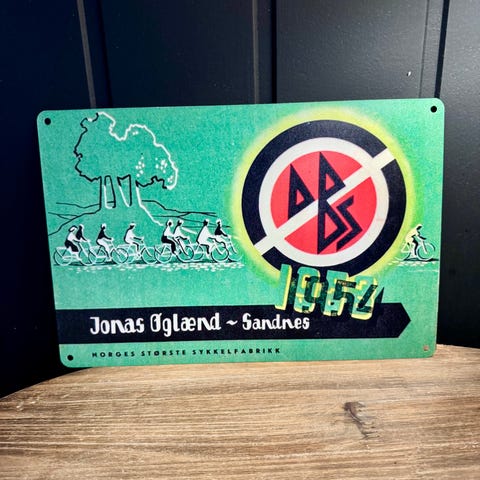 DBS
1952
Jonas Øglænd ~ Sandnes
NORGES STØRSTE SYKKELFABRIKK